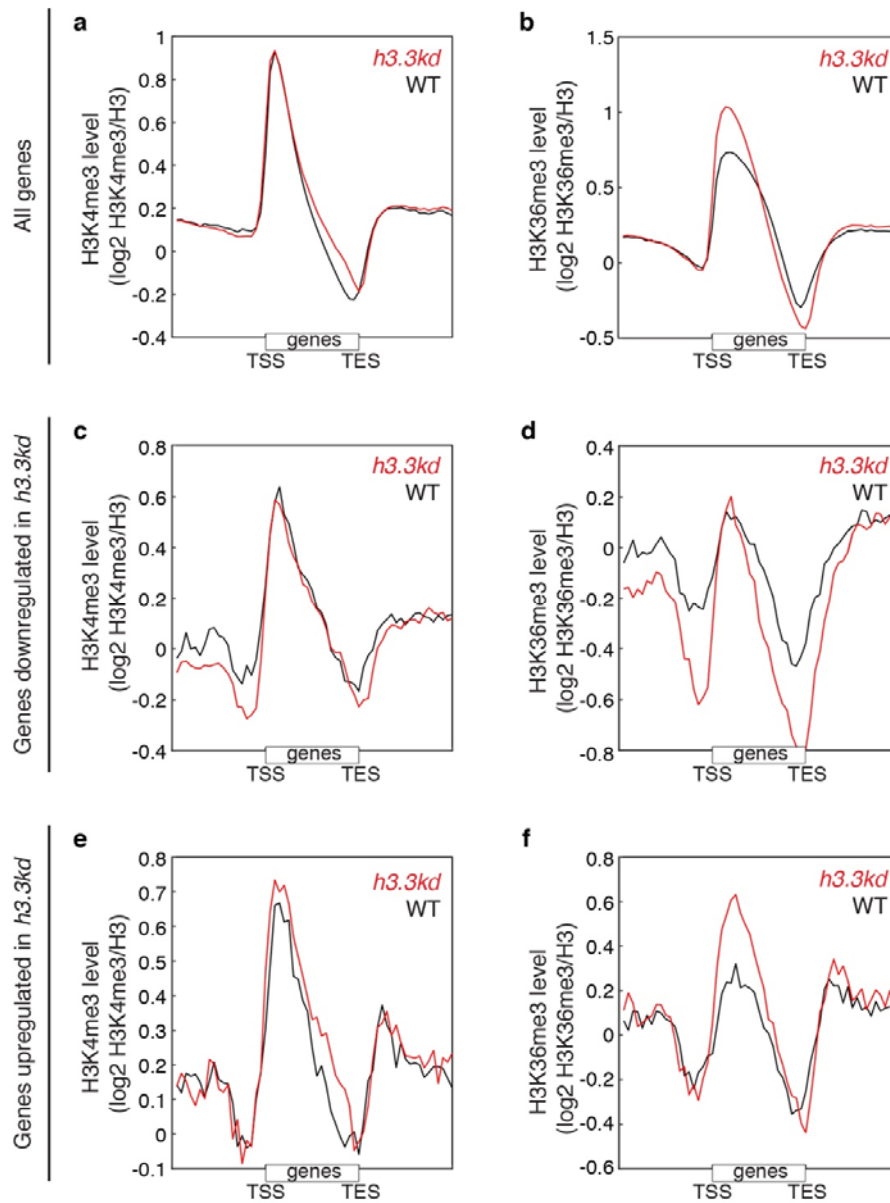 All genes
a
H3K4me3 level
(log2 H3K4me3/H3)
1
0.8
0.6
0.4
0.2
0
-0.2
-0.4
h3.3kd
WT
genes
TSS
TES
b
H3K36me3 level
(log2 H3K36me3/H3)
1.5
1
0.5
0
-0.5
h3.3kd
WT
genes
TSS
TES
Genes downregulated in h3.3kd
c
H3K4me3 level
(log2 H3K4me3/H3)
0.8
0.6
0.4
0.2
0
-0.2
-0.4
h3.3kd
WT
genes
TSS
TES
d
H3K36me3 level
(log2 H3K36me3/H3)
0.4
0.2
0
-0.2
-0.4
-0.6
-0.8
h3.3kd
WT
genes
TSS
TES
Genes upregulated in h3.3kd
e
H3K4me3 level
(log2 H3K4me3/H3)
0.8
0.7
0.6
0.5
0.4
0.3
0.2
0.1
0
-0.1
h3.3kd
WT
genes
TSS
TES
f
H3K36me3 level
(log2 H3K36me3/H3)
0.8
0.6
0.4
0.2
0
-0.2
-0.4
-0.6
h3.3kd
WT
genes
TSS
TES